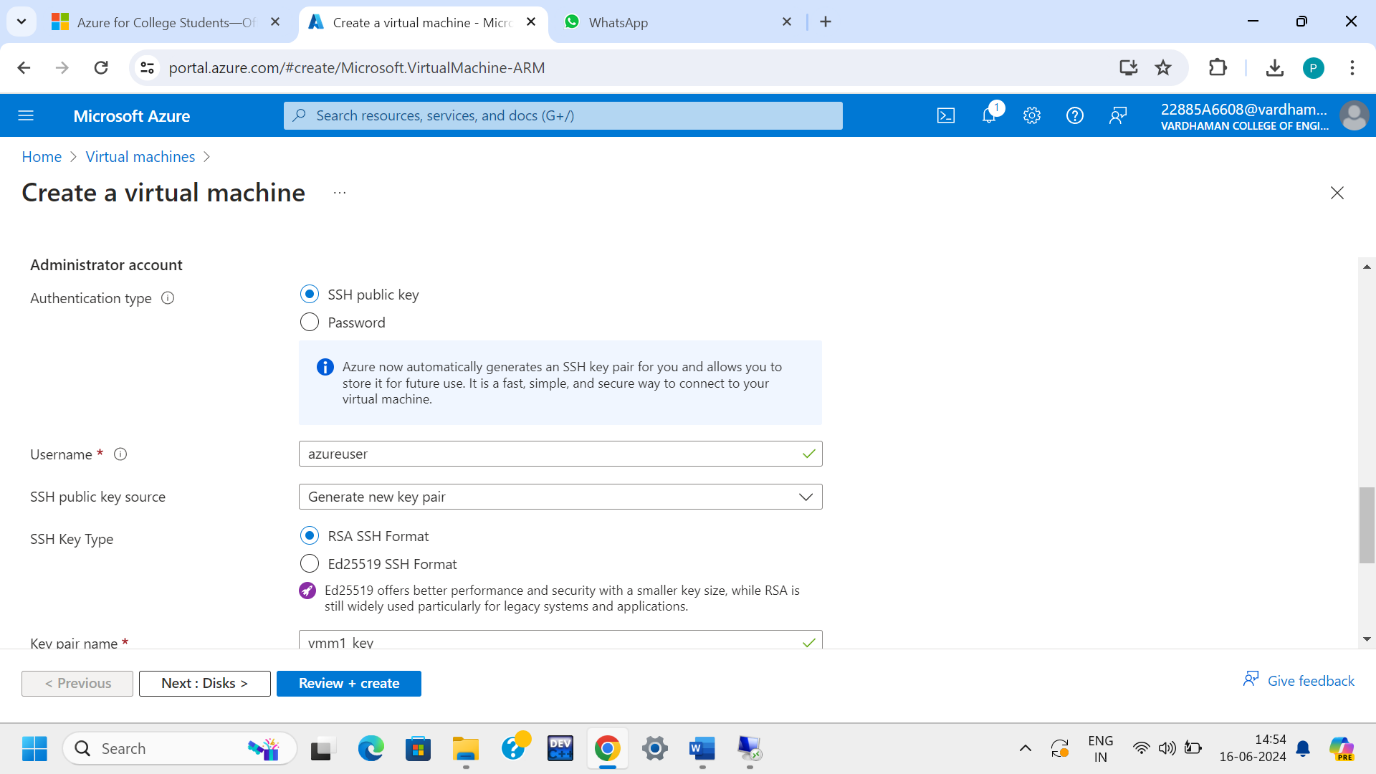 Azure for College Students—Of
Create a virtual machine - Micro
WhatsApp
portal.azure.com/#create/Microsoft.VirtualMachine-ARM
P
Microsoft Azure
Search resources, services, and docs (G+/)
1
22885A6608@vardham...
VARDHAMAN COLLEGE OF ENGI...
Home > Virtual machines >
Create a virtual machine ...
Administrator account
Authentication type
SSH public key
Password
Azure now automatically generates an SSH key pair for you and allows you to
store it for future use. It is a fast, simple, and secure way to connect to your
virtual machine.
Username *
azureuser
SSH public key source
Generate new key pair
SSH Key Type
RSA SSH Format
Ed25519 SSH Format
Ed25519 offers better performance and security with a smaller key size, while RSA is
still widely used particularly for legacy systems and applications.
Key pair name *
vmm1_key
< Previous
Next : Disks >
Review + create
Give feedback
Search
DEV
ENG
IN
14:54
16-06-2024
PRE